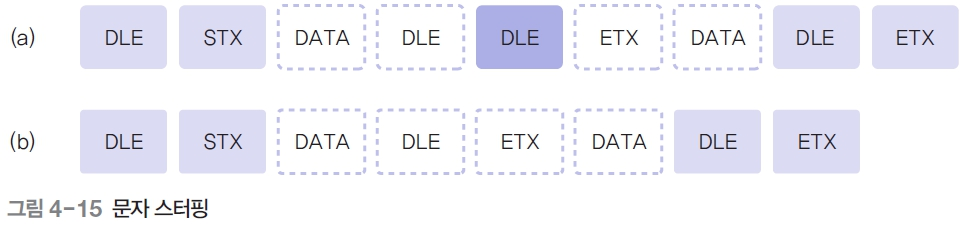 (a) DLE STX DATA DLE DLE ETX DATA DLE ETX
(b) DLE STX DATA DLE ETX DATA DLE ETX
그림 4-15 문자 스터핑